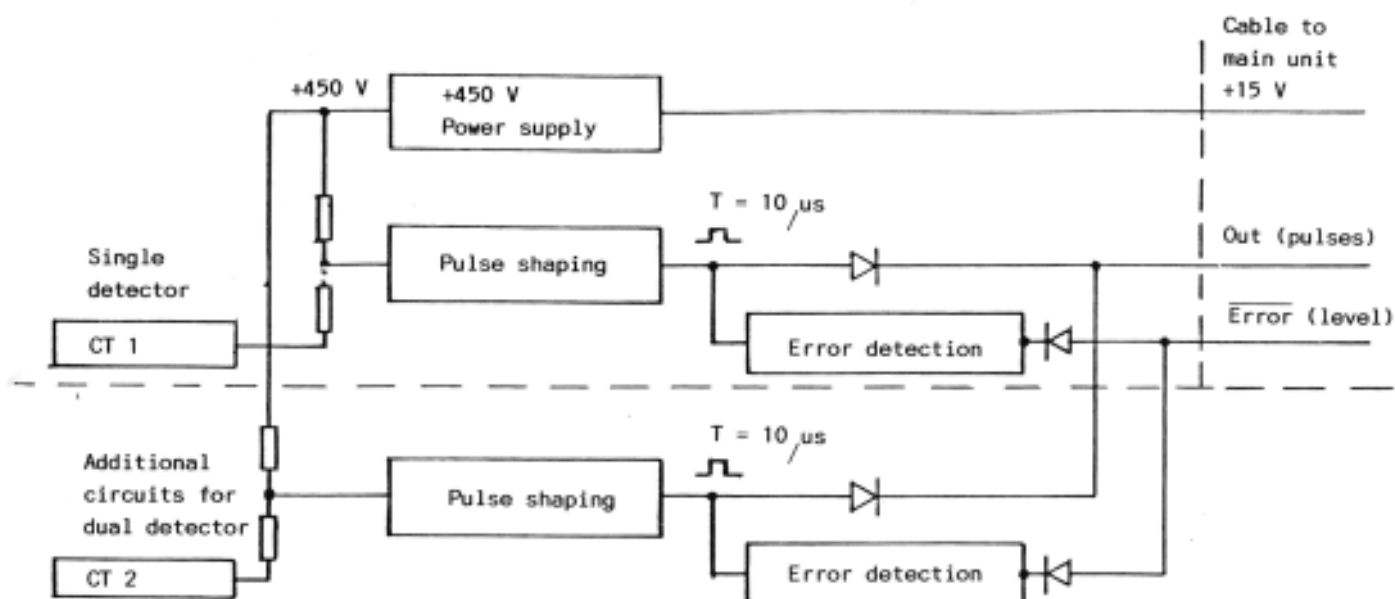 Cable to
main unit
+15 V
+450 V
+450 V
Power supply
T = 10 /us
Out (pulses)
Single
detector
Pulse shaping
Error (level)
CT 1
Error detection
T = 10 /us
Additional
circuits for
dual detector
Pulse shaping
CT 2
Error detection